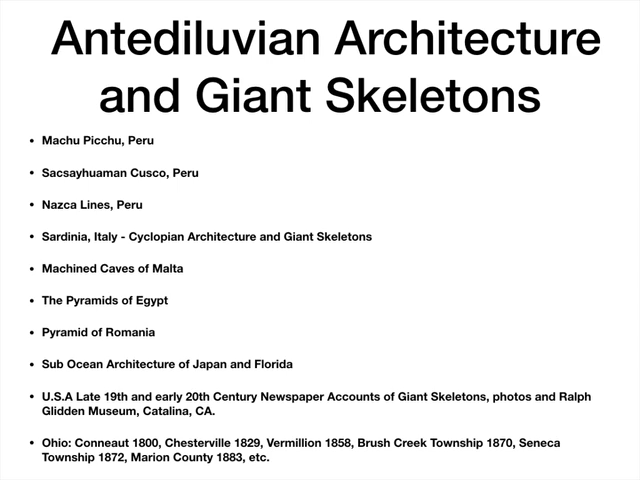 Antediluvian Architecture
and Giant Skeletons
• Machu Picchu, Peru
• Sacsayhuaman Cusco, Peru
• Nazca Lines, Peru
• Sardinia, Italy - Cyclopian Architecture and Giant Skeletons
• Machined Caves of Malta
• The Pyramids of Egypt
• Pyramid of Romania
• Sub Ocean Architecture of Japan and Florida
• U.S.A Late 19th and early 20th Century Newspaper Accounts of Giant Skeletons, photos and Ralph
Glidden Museum, Catalina, CA.
• Ohio: Conneaut 1800, Chesterville 1829, Vermillion 1858, Brush Creek Township 1870, Seneca
Township 1872, Marion County 1883, etc.